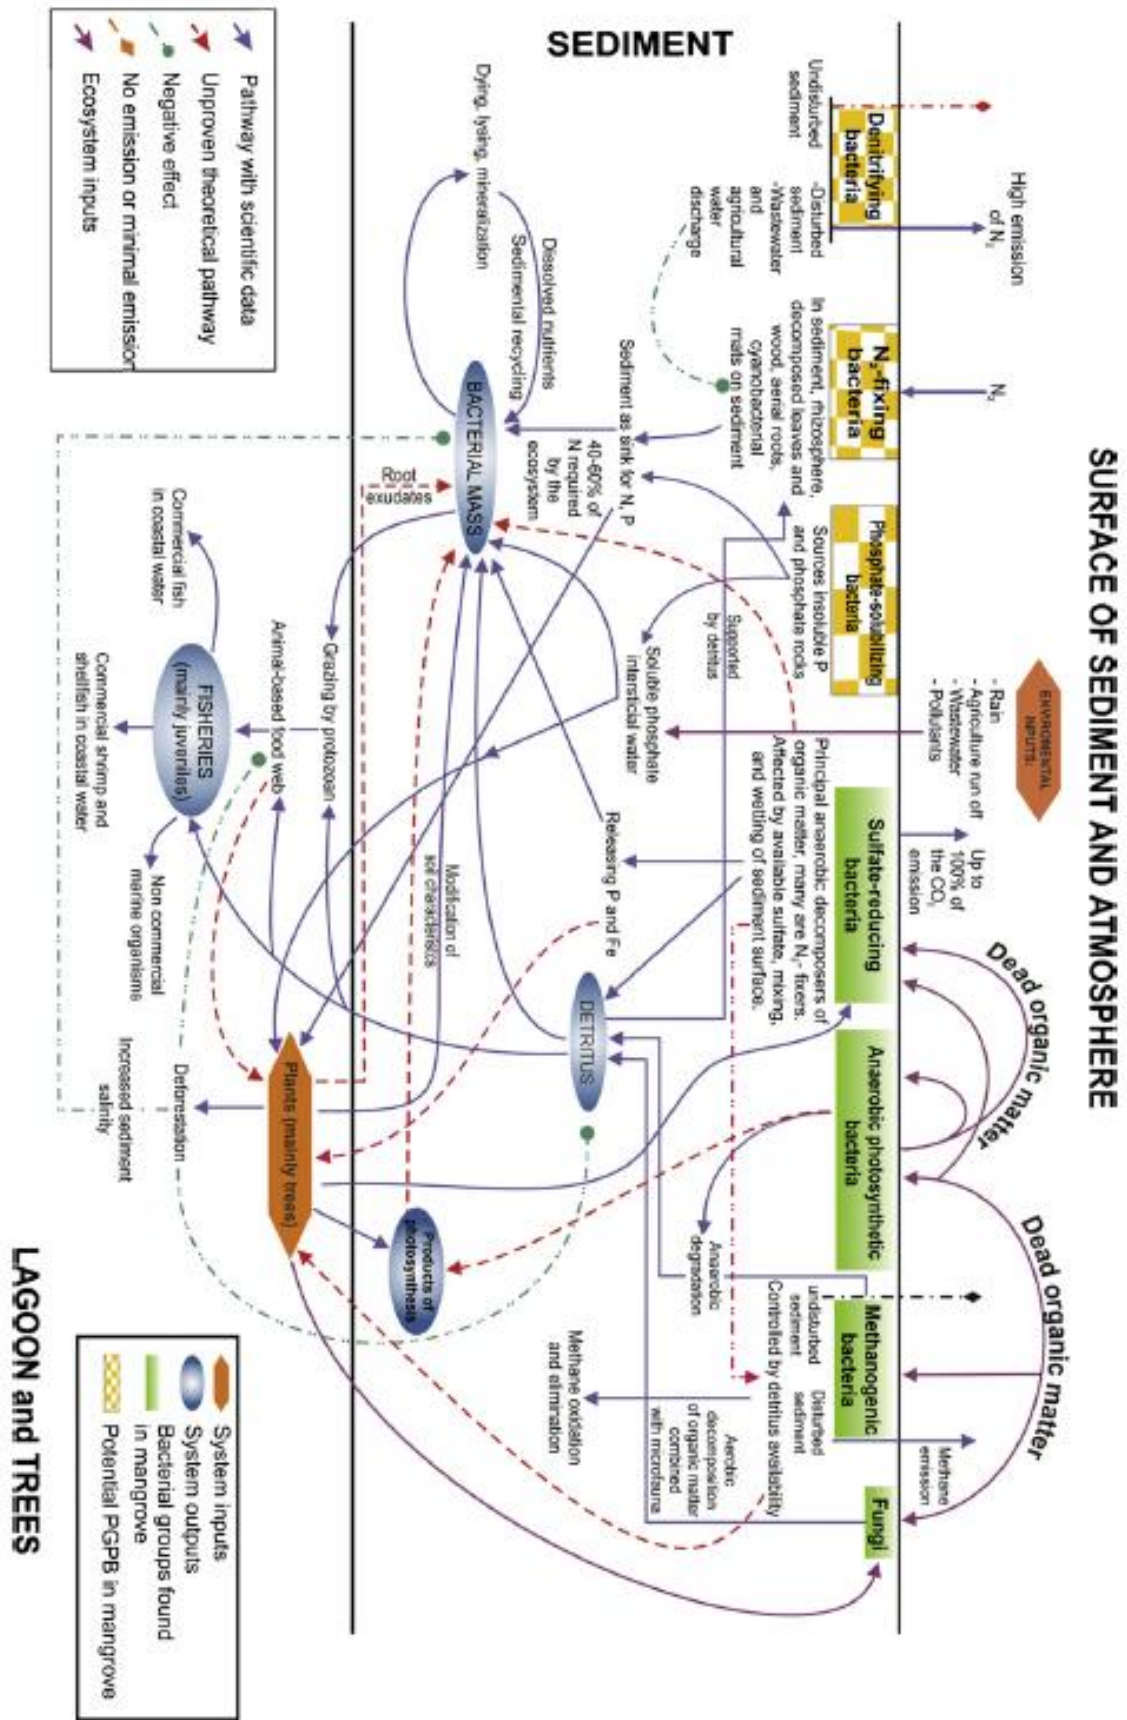 SURFACE OF SEDIMENT AND ATMOSPHERE
High emission
of N₂
N₂
ENVIROMENTAL
INPUTS:
- Rain
- Agriculture run off
- Wastewater
- Pollutants
Up to
100% of
the CO₂
emission
Dead organic matter
Dead organic matter
Methane
emission
Denitrifying
bacteria
N₂-fixing
bacteria
Phosphate-solubilizing
bacteria
Sulfate-reducing
bacteria
Anaerobic photosynthetic
bacteria
Methanogenic
bacteria
Fungi
SEDIMENT
Undisturbed
sediment
-Disturbed
sediment
-Wastewater
and
agricultural
water
discharge
In sediment, rhizosphere,
decomposed leaves and
wood, aerial roots,
cyanobacterial
mats on sediment
Sources insoluble P
and phosphate rocks
Principal anaerobic decomposers of
organic matter, many are N₂- fixers.
Affected by available sulfate, mixing,
and wetting of sediment surface.
undisturbed
sediment
Disturbed
sediment
Controlled by detritus availability
Supported
by detritus
Anaerobic
degradation
Aerobic
decomposition
of organic matter
combined
with microfauna
Sediment as sink for N, P
Soluble phosphate
intersticial water
Releasing P and Fe
DETRITUS
Methane oxidation
and elimination
40-60% of
N required
by the
ecosystem
Dissolved nutrients
Sedimental recycling
Dying, lysing, mineralization
BACTERIAL MASS
Modification of
soil characteristics
Products of
photosynthesis
Root
exudates
Grazing by protozoan
Plants (mainly trees)
Animal-based food web
FISHERIES
(mainly juveniles)
Commercial fish
in coastal water
Commercial shrimp and
shellfish in coastal water
Non commercial
marine organisms
Deforestation
Increased sediment
salinity
Pathway with scientific data
Unproven theoretical pathway
Negative effect
No emission or minimal emission
Ecosystem inputs
System inputs
System outputs
Bacterial groups found
in mangrove
Potential PGPB in mangrove
LAGOON and TREES